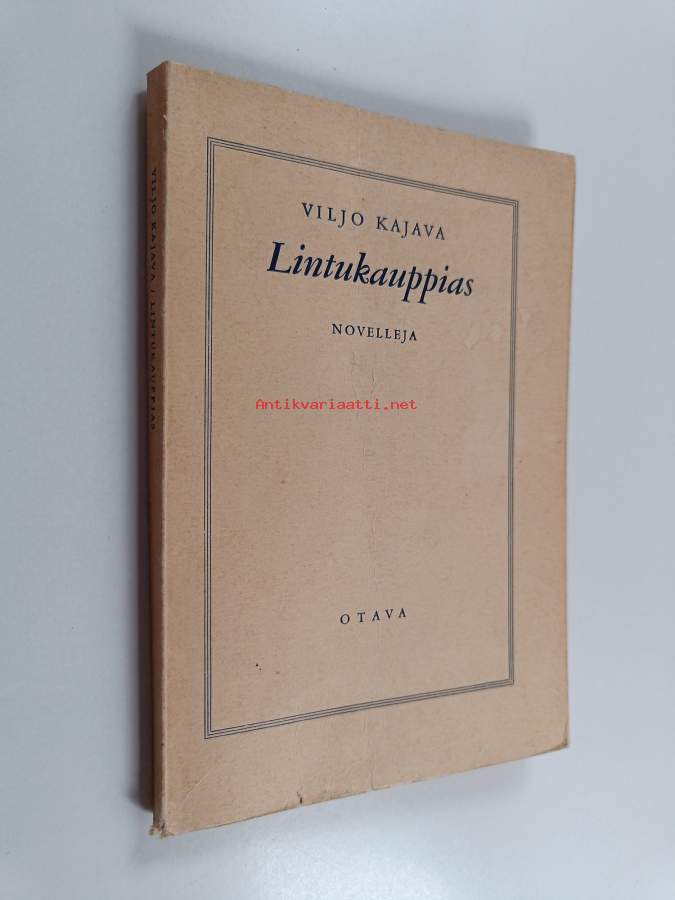 VILJO KAJAVA / LINTUKAUPPIAS
VILJO KAJAVA
Lintukauppias
NOVELLEJA
Antikvariaatti.net
OTAVA